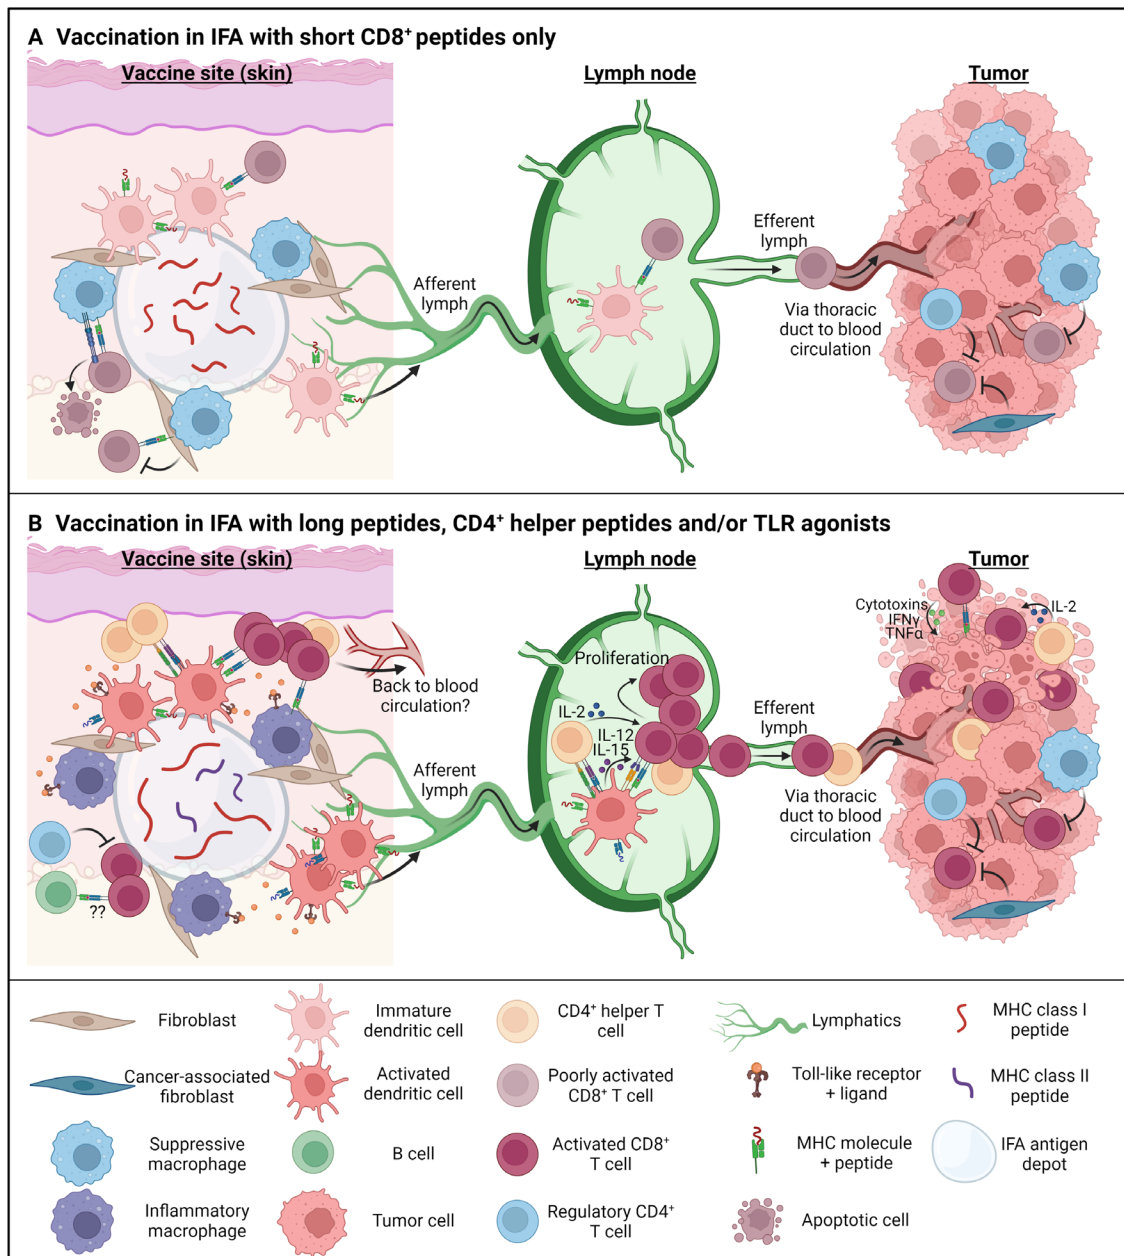 A Vaccination in IFA with short CD8⁺ peptides only
Vaccine site (skin)
Lymph node
Tumor
Afferent
lymph
Efferent
lymph
Via thoracic
duct to blood
circulation
B Vaccination in IFA with long peptides, CD4⁺ helper peptides and/or TLR agonists
Vaccine site (skin)
Lymph node
Tumor
Back to blood
circulation?
??
Afferent
lymph
Proliferation
IL-2
IL-12
IL-15
Efferent
lymph
Via thoracic
duct to blood
circulation
Cytotoxins
IFNγ
TNFα
IL-2
Fibroblast
Immature
dendritic cell
CD4⁺ helper T
cell
Lymphatics
MHC class I
peptide
Cancer-associated
fibroblast
Activated
dendritic cell
Poorly activated
CD8⁺ T cell
Toll-like receptor
+ ligand
MHC class II
peptide
Suppressive
macrophage
B cell
Activated CD8⁺
T cell
MHC molecule
+ peptide
IFA antigen
depot
Inflammatory
macrophage
Tumor cell
Regulatory CD4⁺
T cell
Apoptotic cell